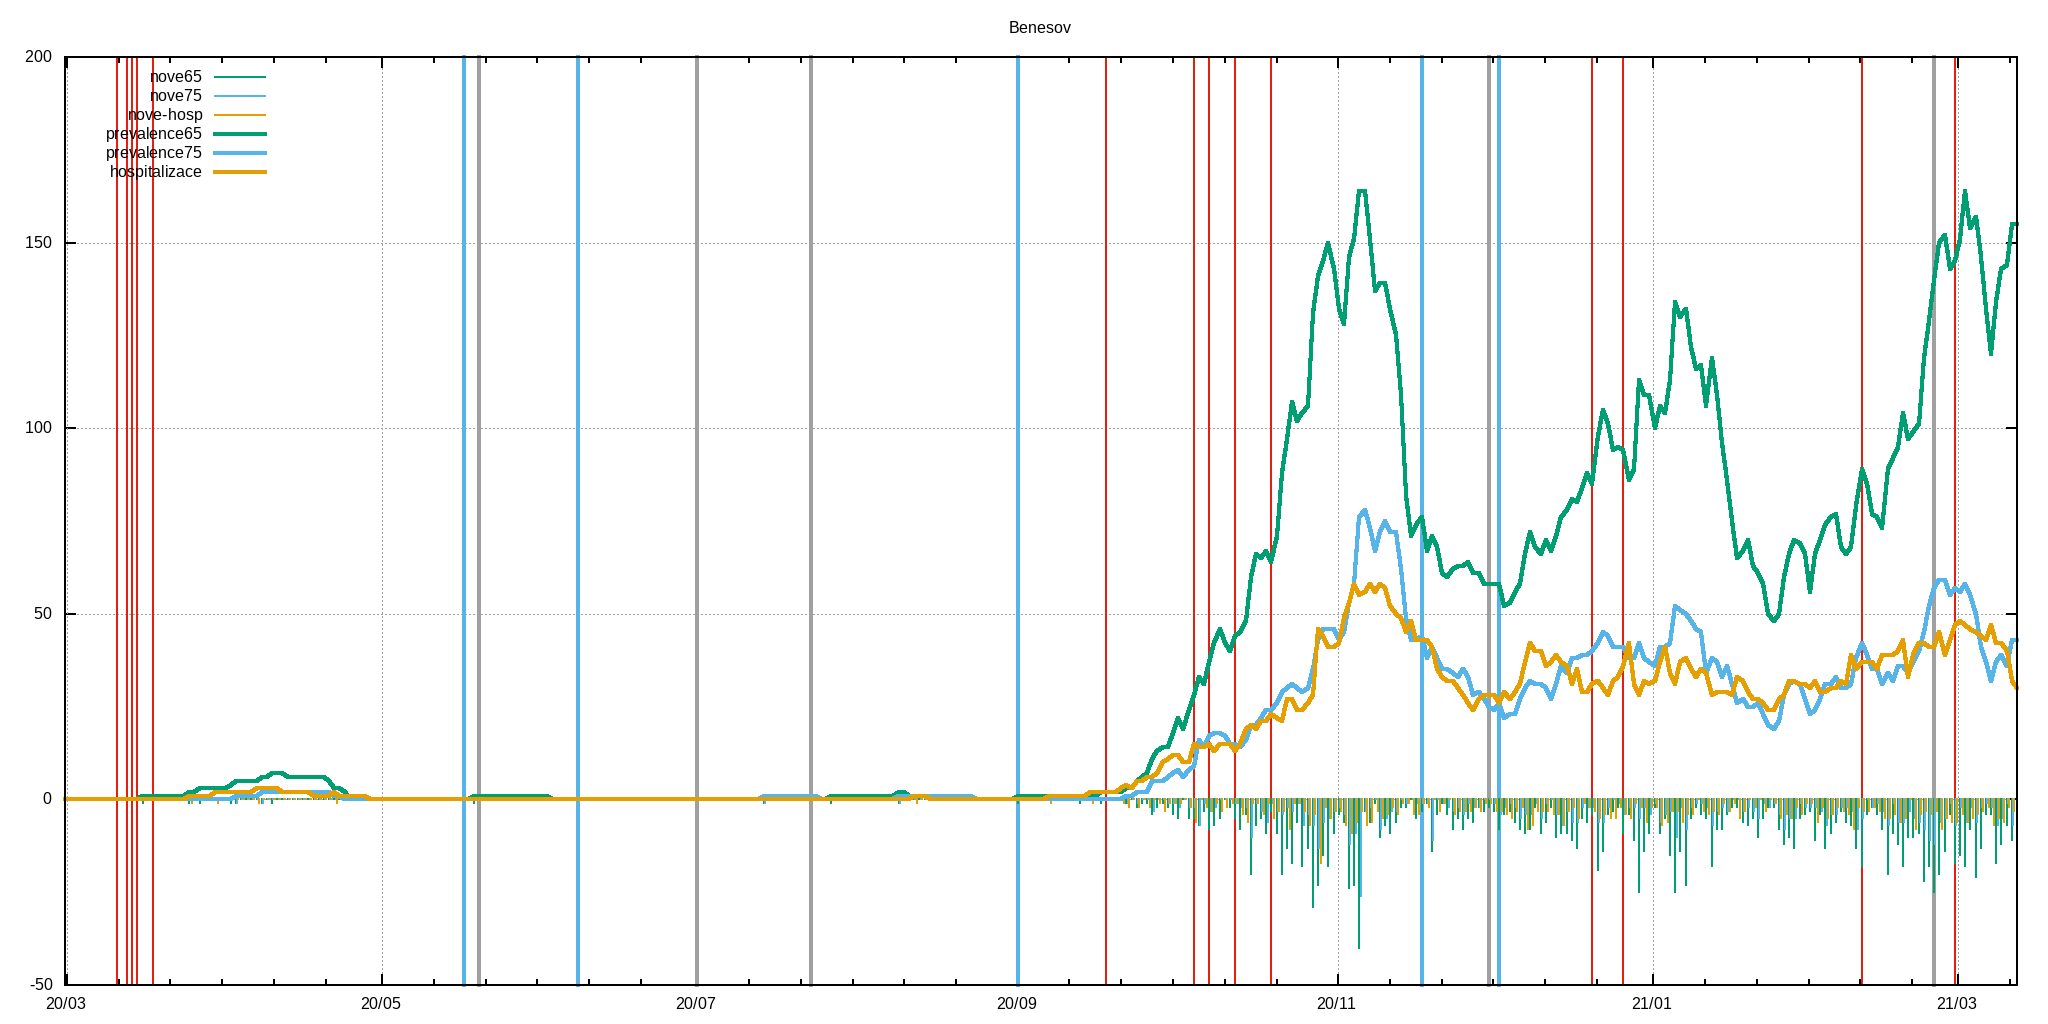 Benesov
200
nove65
nove75
nove-hosp
prevalence65
prevalence75
hospitalizace
150
100
50
0
-50
20/03 20/05 20/07 20/09 20/11 21/01 21/03